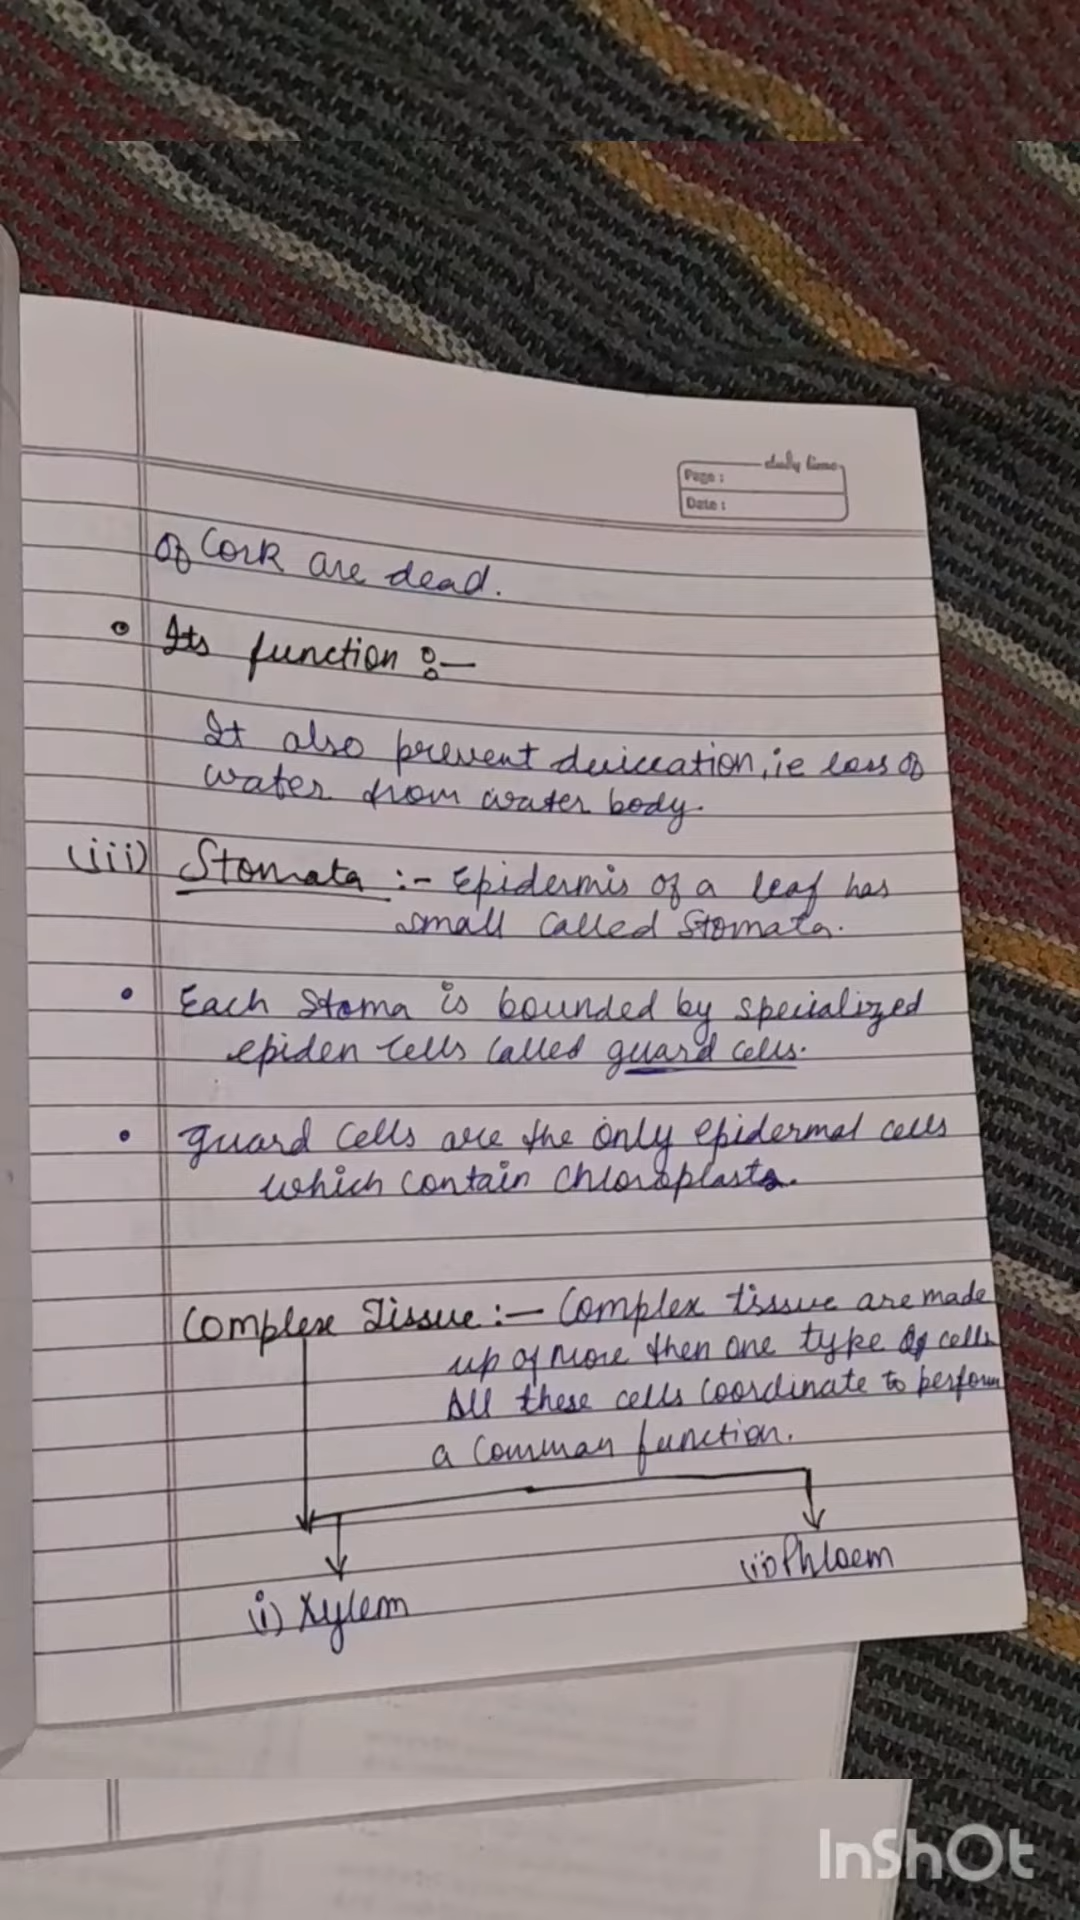 study time
Page :
Date :
of Cork are dead.
• Its function :-
It also prevent desiccation, ie loss of
water from water body.
(iii) Stomata :- Epidermis of a leaf has
small called Stomata.
• Each Stoma is bounded by specialized
epiden cells called guard cells.
• guard cells are the only epidermal cells
which contain chloroplasts.
Complex Tissue :- Complex tissue are made
up of more then one type of cells
All these cells coordinate to perform
a common function.
(i) Xylem
(ii) Phloem
InShOt